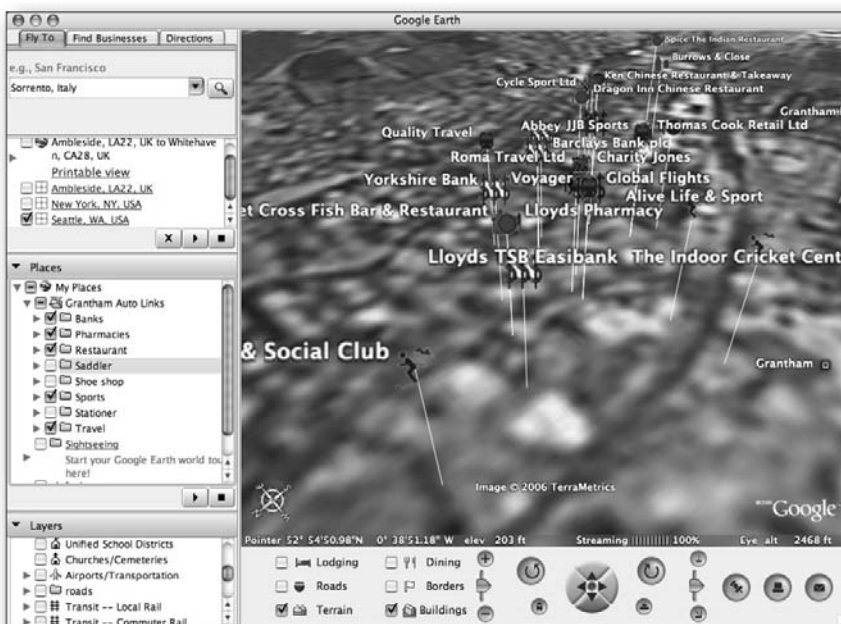 Google Earth
Fly To
Find Businesses
Directions
e.g., San Francisco
Sorrento, Italy
Ambleside, LA22, UK to Whitehave
n, CA28, UK
Printable view
Ambleside, LA22, UK
New York, NY, USA
Seattle, WA, USA
Places
My Places
Grantham Auto Links
Banks
Pharmacies
Restaurant
Saddler
Shoe shop
Sports
Stationer
Travel
Sightseeing
Start your Google Earth world tou
here!
Layers
Unified School Districts
Churches/Cemeteries
Airports/Transportation
roads
Transit -- Local Rail
Transit -- Commuter Rail
Spice The Indian Restaurant
Burrows & Close
Ken Chinese Restaurant & Takeaway
Cycle Sport Ltd
Dragon Inn Chinese Restaurant
Grantham
Abbey JJB Sports
Thomas Cook Retail Ltd
Quality Travel
Barclays Bank plc
Roma Travel Ltd
Charity Jones
Yorkshire Bank
Voyager
Global Flights
Alive Life & Sport
et Cross Fish Bar & Restaurant
Lloyds Pharmacy
Lloyds TSB Easibank
The Indoor Cricket Cent
& Social Club
Grantham
Image © 2006 TerraMetrics
Google
Pointer 52° 54'50.98" N 0° 38'51.18" W elev 203 ft Streaming |||||||||| 100% Eye alt 2468 ft
Lodging
Dining
Roads
Borders
Terrain
Buildings